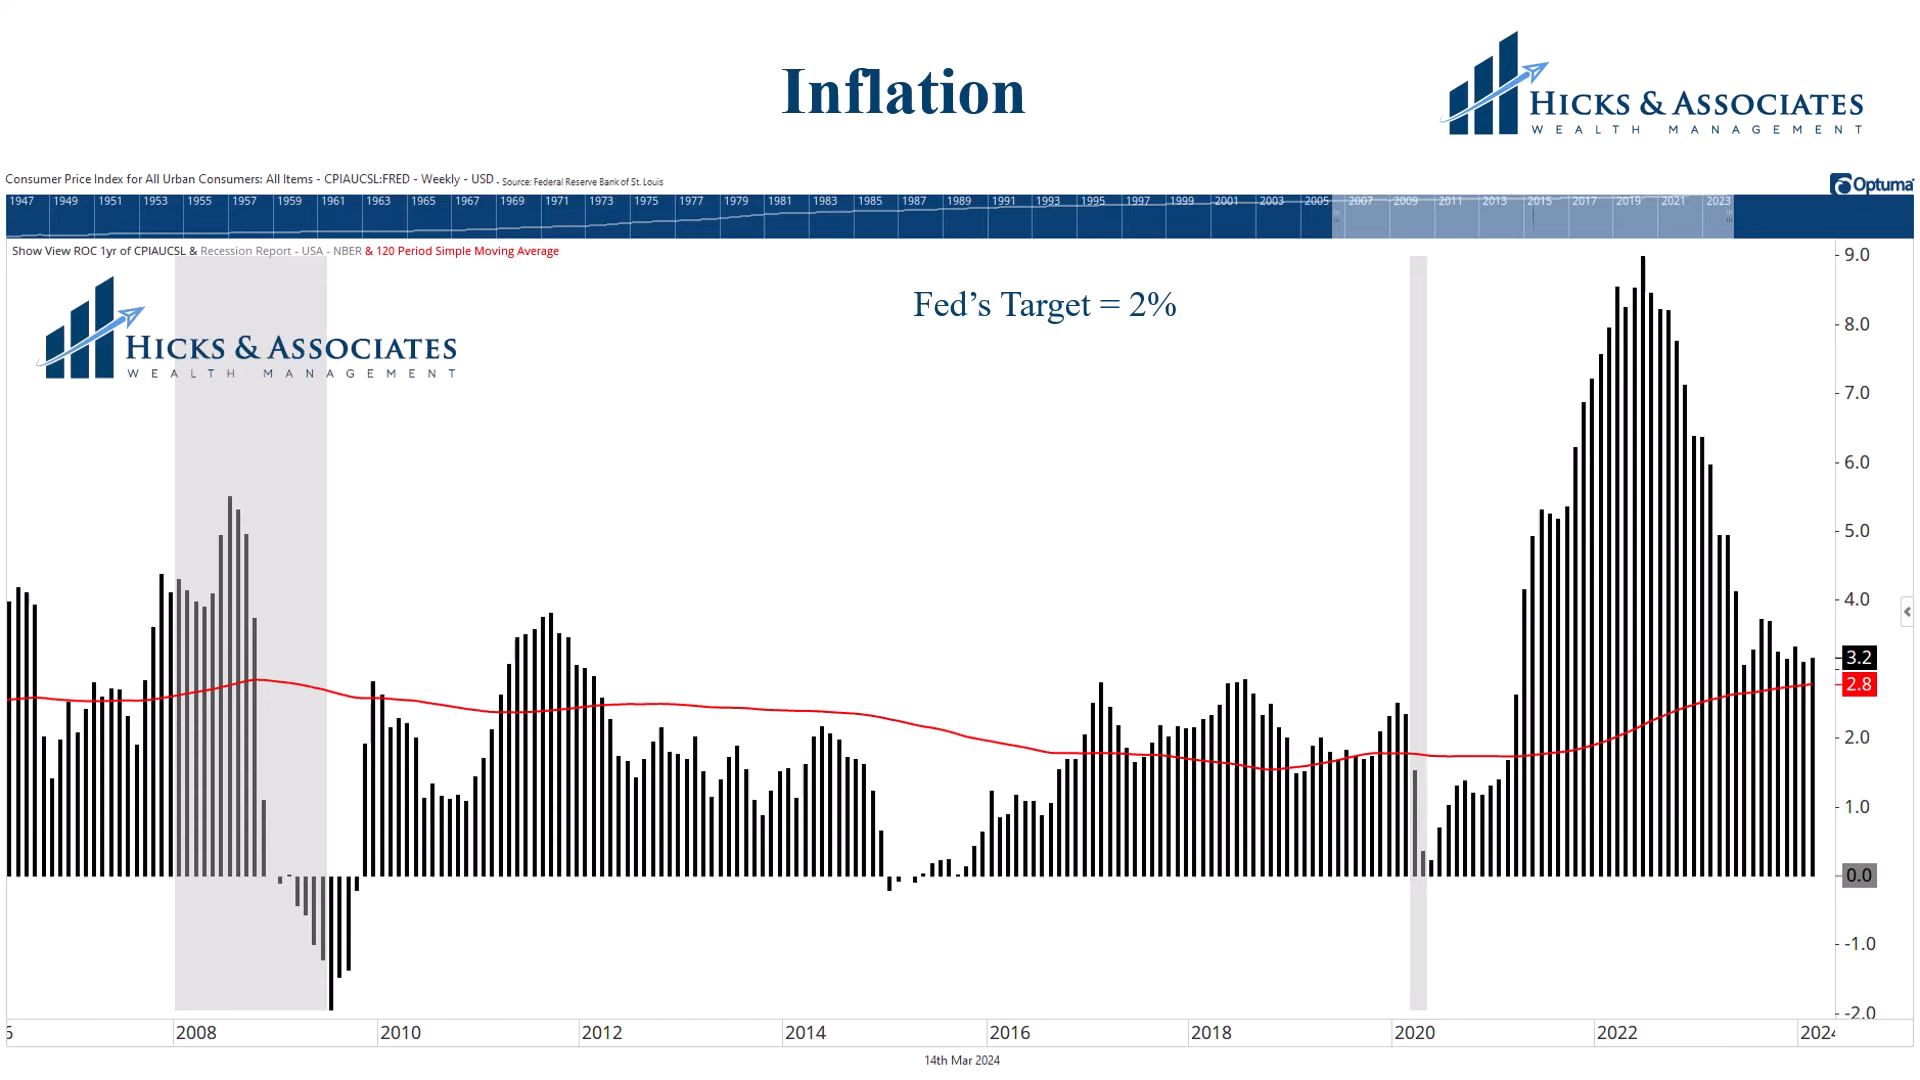 Inflation
HICKS & ASSOCIATES
WEALTH MANAGEMENT
Consumer Price Index for All Urban Consumers: All Items - CPIAUCSL:FRED - Weekly - USD - Source: Federal Reserve Bank of St. Louis
Optuma
1947 1949 1951 1953 1955 1957 1959 1961 1963 1965 1967 1969 1971 1973 1975 1977 1979 1981 1983 1985 1987 1989 1991 1993 1995 1997 1999 2001 2003 2005 2007 2009 2011 2013 2015 2017 2019 2021 2023
Show View ROC 1yr of CPIAUCSL & Recession Report - USA - NBER & 120 Period Simple Moving Average
Fed's Target = 2%
HICKS & ASSOCIATES
WEALTH MANAGEMENT
9.0
8.0
7.0
6.0
5.0
4.0
3.2
2.8
2.0
1.0
0.0
-1.0
-2.0
6 2008 2010 2012 2014 2016 2018 2020 2022 2024
14th Mar 2024